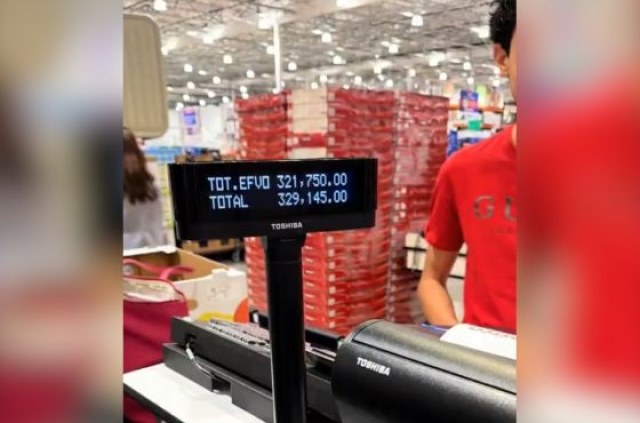 TOT.EFVO 321,750.00
TOTAL 329,145.00
TOSHIBA
TOSHIBA